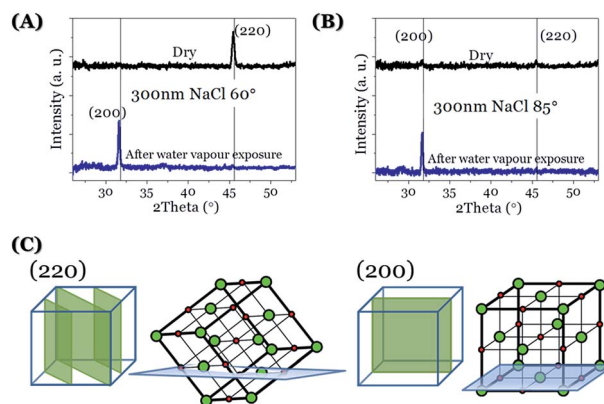 (A)
(220)
Dry
300nm NaCl 60°
(200)
After water vapour exposure
Intensity (a. u.)
30 35 40 45 50
2Theta (°)
(B)
(200)
(220)
Dry
300nm NaCl 85°
After water vapour exposure
Intensity (a. u.)
30 35 40 45 50
2Theta (°)
(C)
(220)
(200)